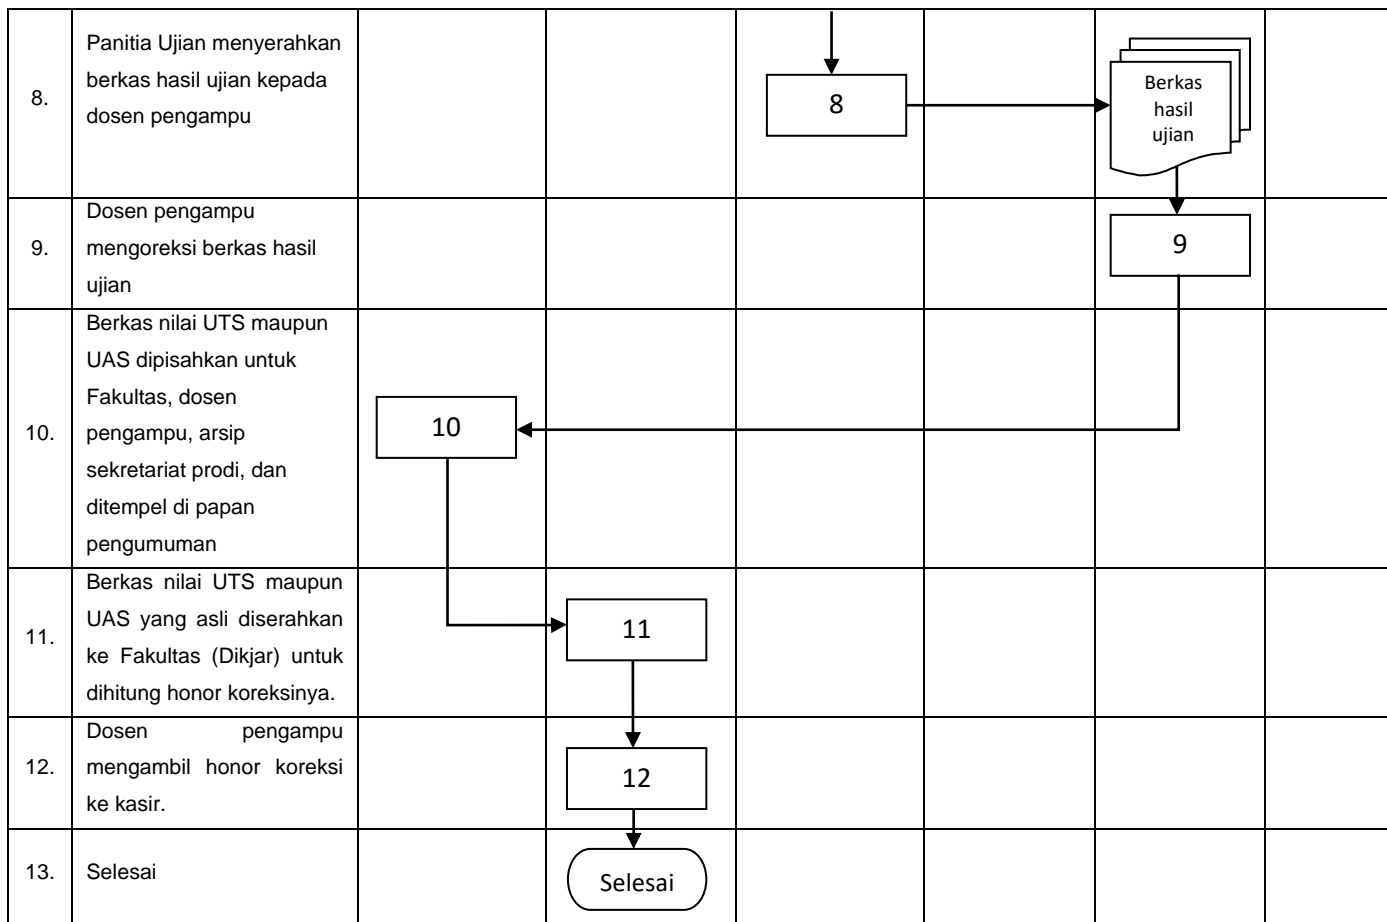 8.
Panitia Ujian menyerahkan
berkas hasil ujian kepada
dosen pengampu
8
Berkas
hasil
ujian
9.
Dosen pengampu
mengoreksi berkas hasil
ujian
9
10.
Berkas nilai UTS maupun
UAS dipisahkan untuk
Fakultas, dosen
pengampu, arsip
sekretariat prodi, dan
ditempel di papan
pengumuman
10
11.
Berkas nilai UTS maupun
UAS yang asli diserahkan
ke Fakultas (Dikjar) untuk
dihitung honor koreksinya.
11
12.
Dosen pengampu
mengambil honor koreksi
ke kasir.
12
13.
Selesai
Selesai